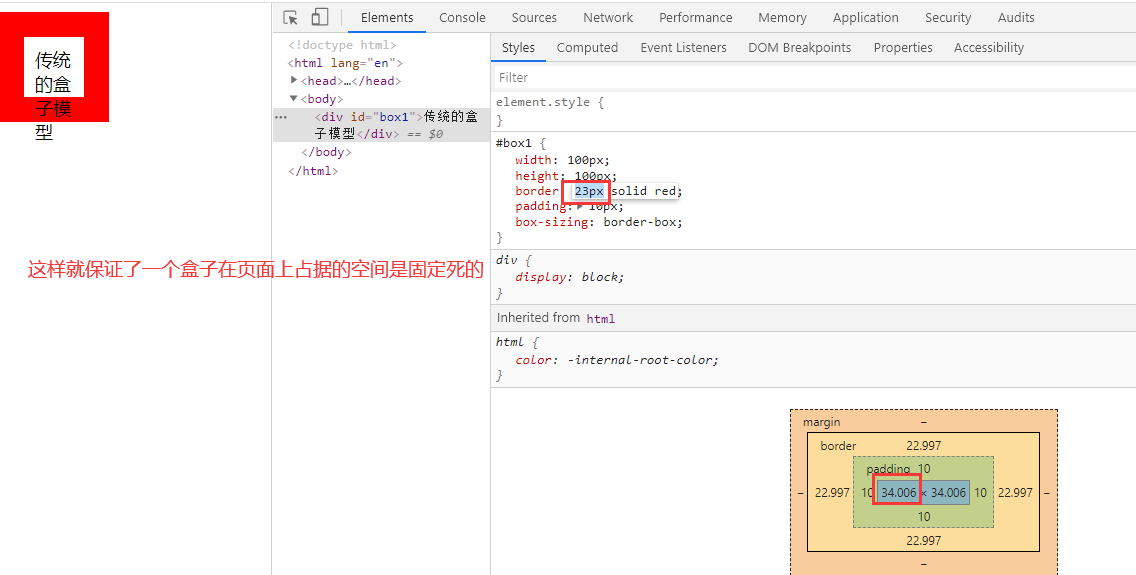 传统
的盒
子模
型
这样就保证了一个盒子在页面上占据的空间是固定死的
Elements Console Sources Network Performance Memory Application Security Audits
<!doctype html>
<html lang="en">
<head>…</head>
<body>
<div id="box1">传统的盒
子模型</div> == $0
</body>
</html>
Styles Computed Event Listeners DOM Breakpoints Properties Accessibility
Filter
element.style {
}
#box1 {
width: 100px;
height: 100px;
border 23px solid red;
padding: 10px;
box-sizing: border-box;
}
div {
display: block;
}
Inherited from html
html {
color: -internal-root-color;
}
margin –
border 22.997
padding 10
– 22.997 10 34.006 × 34.006 10 22.997 –
10
22.997
–